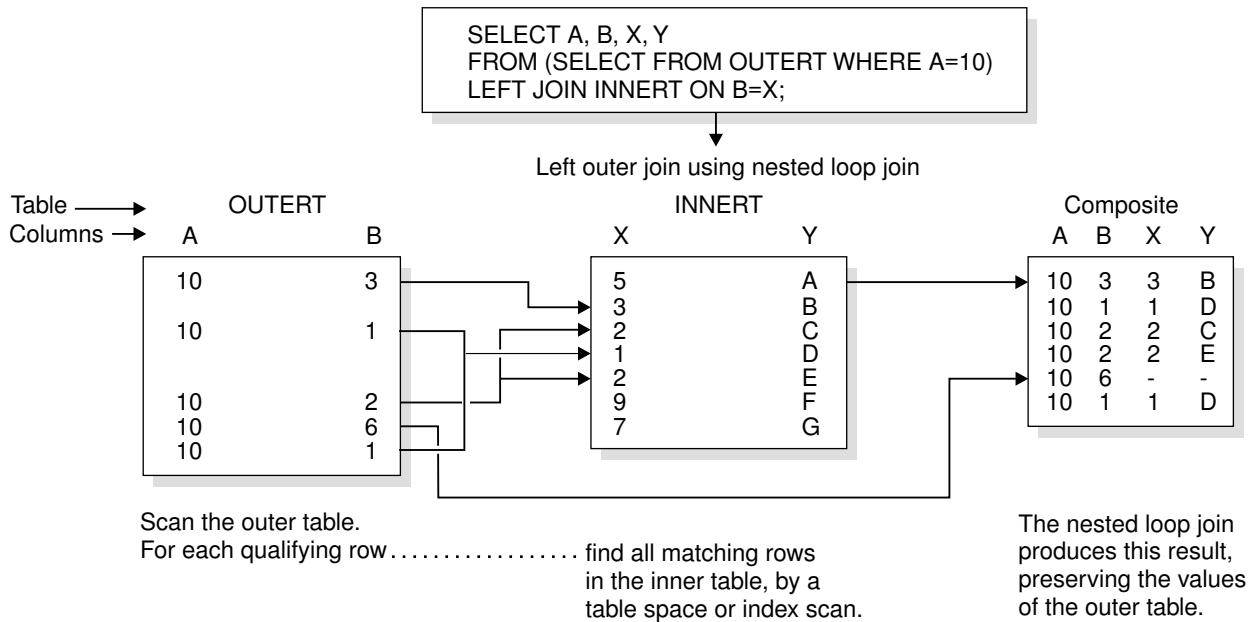 SELECT A, B, X, Y
FROM (SELECT FROM OUTERT WHERE A=10)
LEFT JOIN INNERT ON B=X;
Left outer join using nested loop join
Table
Columns
OUTERT
A B
10 3
10 1
10 2
10 6
10 1
INNERT
X Y
5 A
3 B
2 C
1 D
2 E
9 F
7 G
Composite
A B X Y
10 3 3 B
10 1 1 D
10 2 2 C
10 2 2 E
10 6 - -
10 1 1 D
Scan the outer table.
For each qualifying row . . . . . . . . . . . . . . . . . .
find all matching rows
in the inner table, by a
table space or index scan.
The nested loop join
produces this result,
preserving the values
of the outer table.